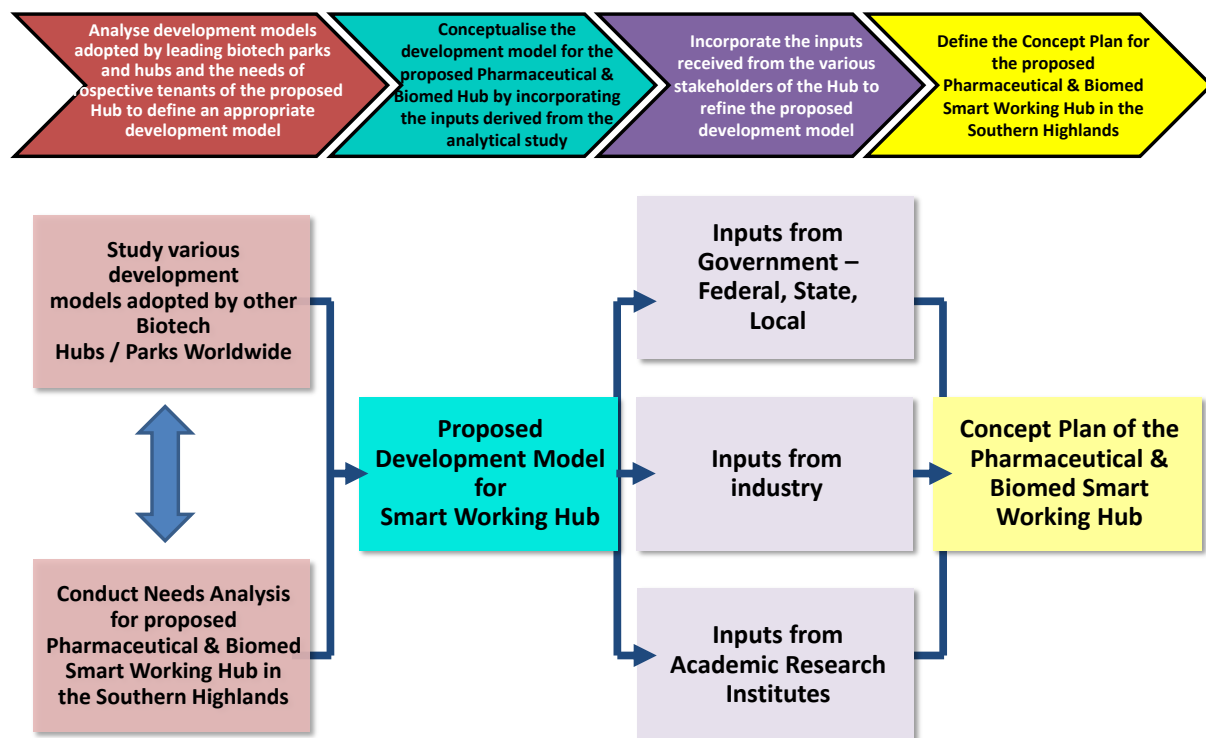 Analyse development models
adopted by leading biotech parks
and hubs and the needs of
rospective tenants of the proposed
Hub to define an appropriate
development model
Conceptualise the
development model for the
proposed Pharmaceutical &
Biomed Hub by incorporating
the inputs derived from the
analytical study
Incorporate the inputs
received from the various
stakeholders of the Hub to
refine the proposed
development model
Define the Concept Plan for
the proposed
Pharmaceutical & Biomed
Smart Working Hub in the
Southern Highlands
Study various
development
models adopted by other
Biotech
Hubs / Parks Worldwide
Conduct Needs Analysis
for proposed
Pharmaceutical & Biomed
Smart Working Hub in
the Southern Highlands
Proposed
Development Model
for
Smart Working Hub
Inputs from
Government –
Federal, State,
Local
Inputs from
industry
Inputs from
Academic Research
Institutes
Concept Plan of the
Pharmaceutical &
Biomed Smart
Working Hub